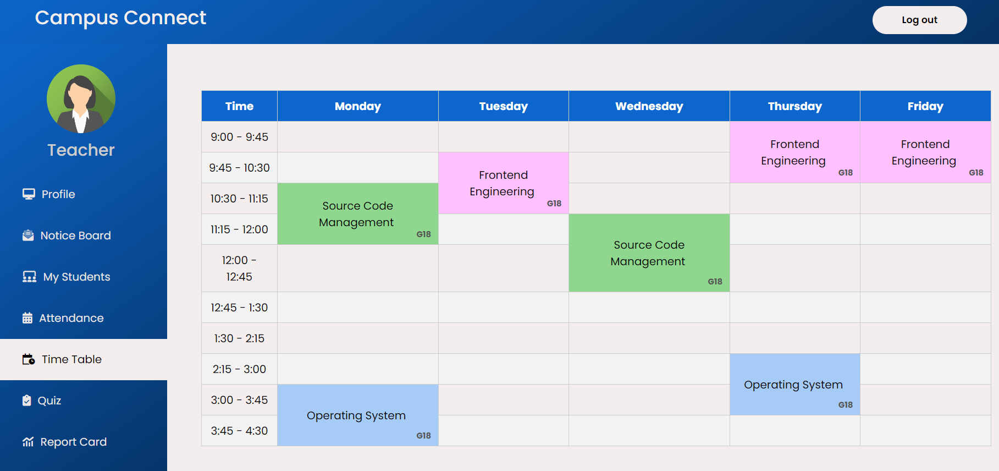 Campus Connect
Log out
Teacher
Profile
Notice Board
My Students
Attendance
Time Table
Quiz
Report Card
Time Monday Tuesday Wednesday Thursday Friday
9:00 - 9:45
Frontend
Engineering
G18
Frontend
Engineering
G18
9:45 - 10:30
Frontend
Engineering
G18
10:30 - 11:15
Source Code
Management
G18
11:15 - 12:00
Source Code
Management
G18
12:00 -
12:45
12:45 - 1:30
1:30 - 2:15
2:15 - 3:00
Operating System
G18
3:00 - 3:45
Operating System
G18
3:45 - 4:30